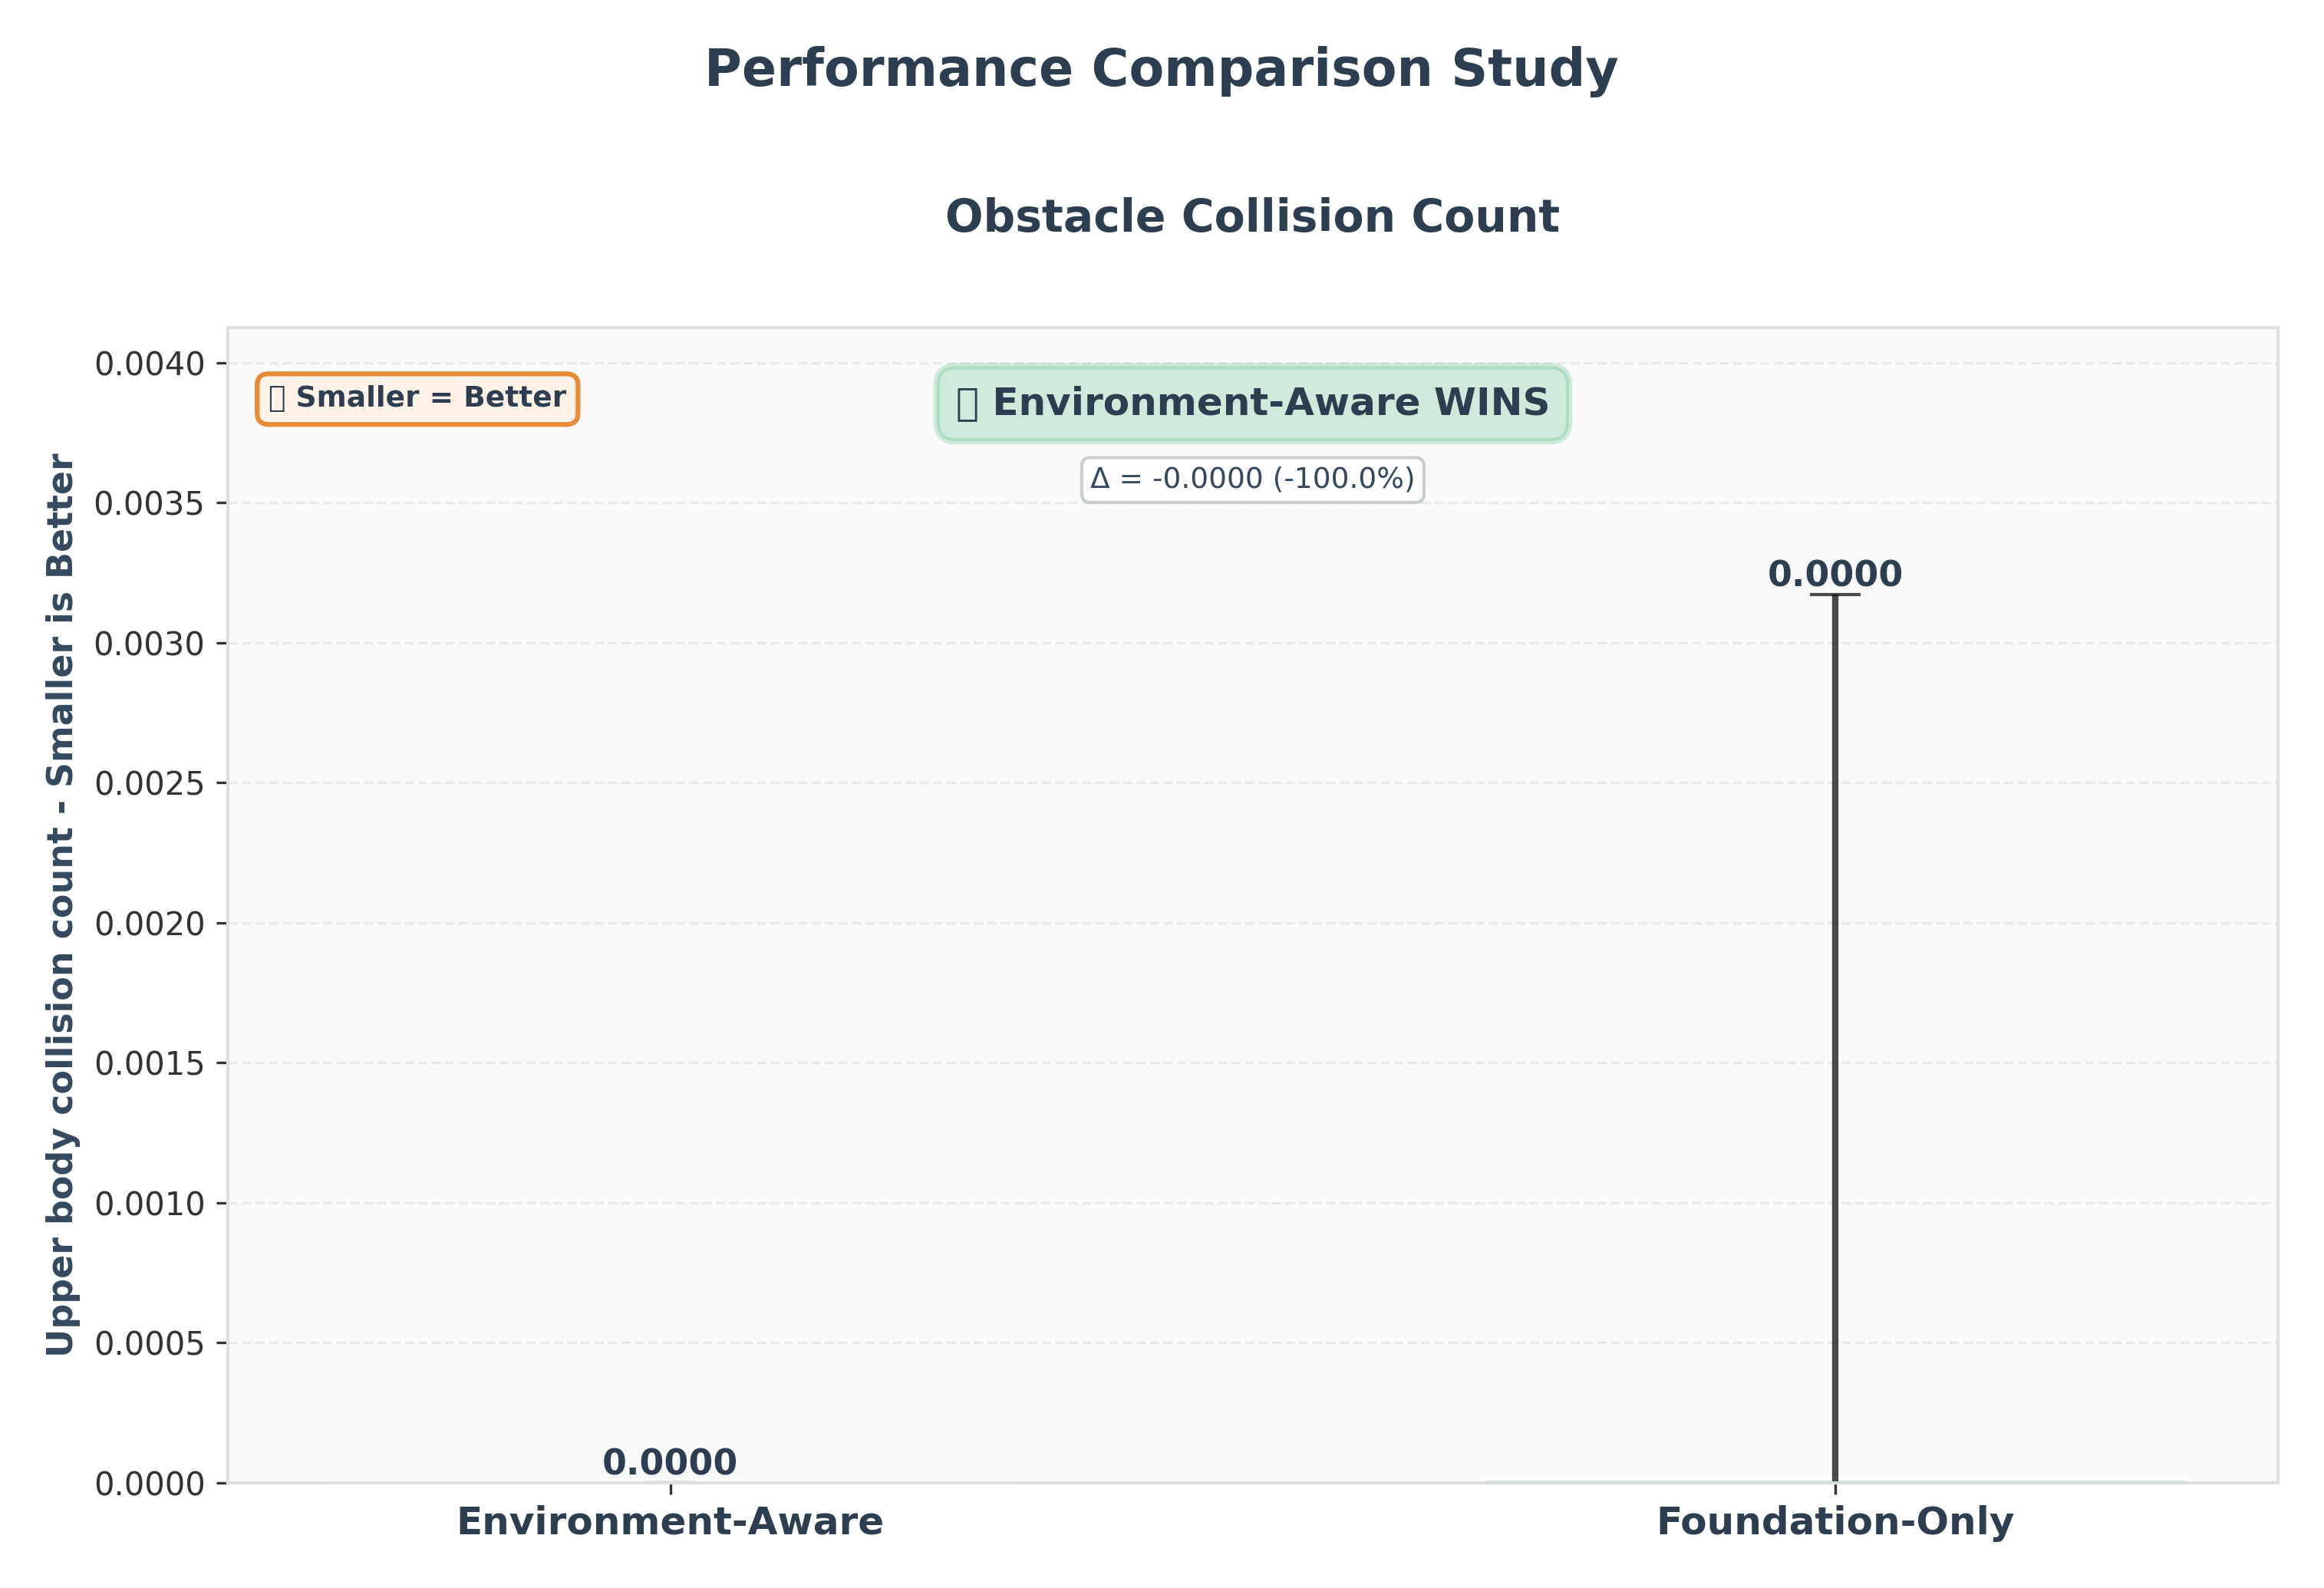 Performance Comparison Study
Obstacle Collision Count
Upper body collision count - Smaller is Better
0.0040
0.0035
0.0030
0.0025
0.0020
0.0015
0.0010
0.0005
0.0000
Smaller = Better
Environment-Aware WINS
Δ = -0.0000 (-100.0%)
0.0000
0.0000
Environment-Aware
Foundation-Only